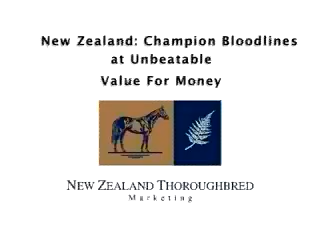 New Zealand: Champion Bloodlines
at Unbeatable
Value For Money
NEW ZEALAND THOROUGHBRED
Marketing